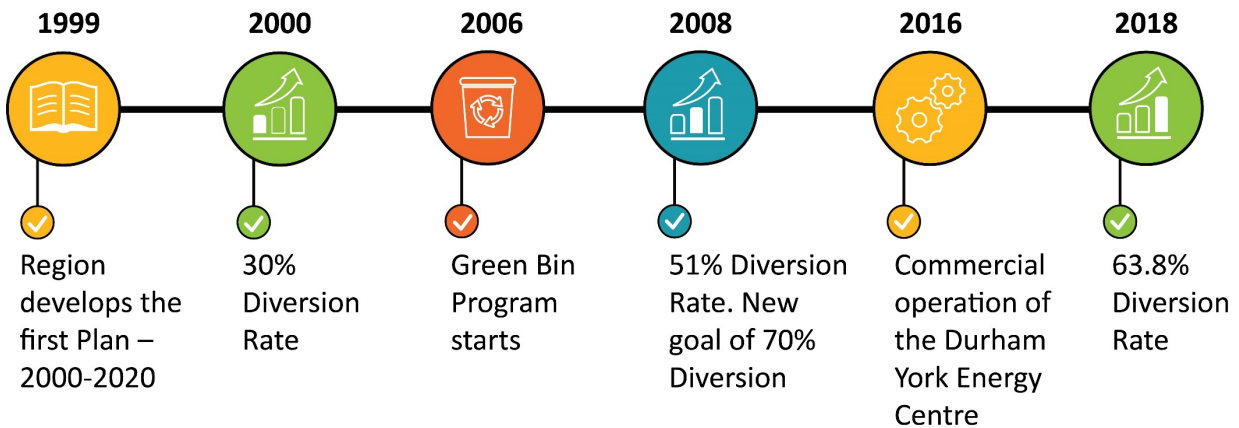 1999
Region
develops the
first Plan –
2000-2020
2000
30%
Diversion
Rate
2006
Green Bin
Program
starts
2008
51% Diversion
Rate. New
goal of 70%
Diversion
2016
Commercial
operation of
the Durham
York Energy
Centre
2018
63.8%
Diversion
Rate